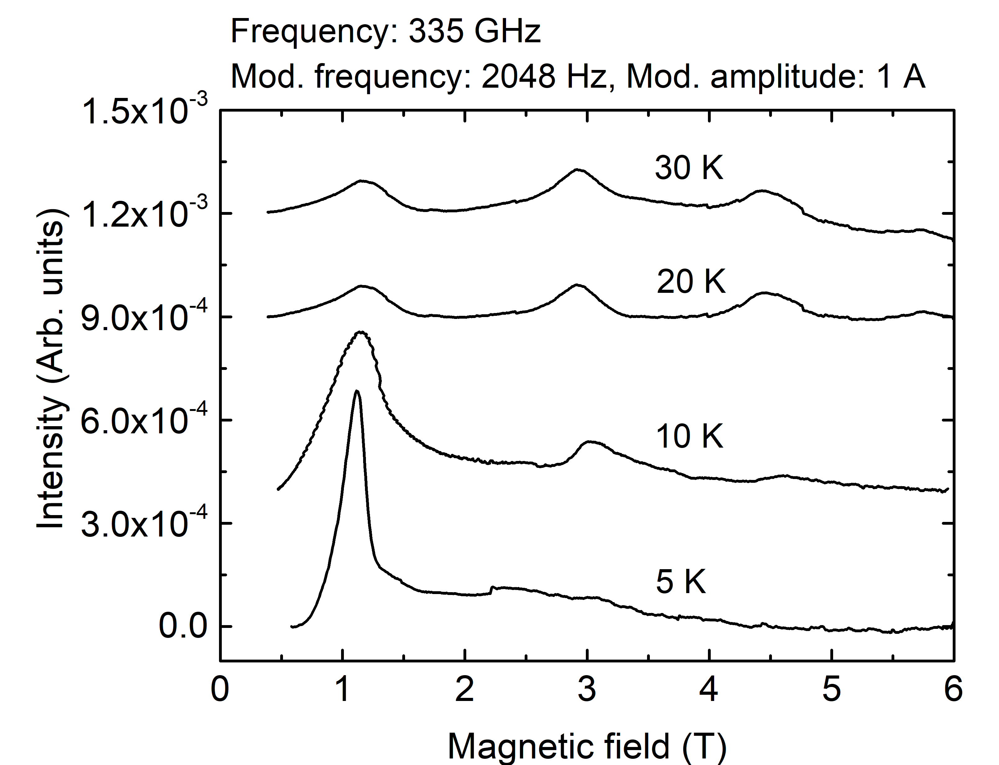 Frequency: 335 GHz
Mod. frequency: 2048 Hz, Mod. amplitude: 1 A
1.5x10⁻³
1.2x10⁻³
9.0x10⁻⁴
6.0x10⁻⁴
3.0x10⁻⁴
0.0
Intensity (Arb. units)
30 K
20 K
10 K
5 K
0 1 2 3 4 5 6
Magnetic field (T)